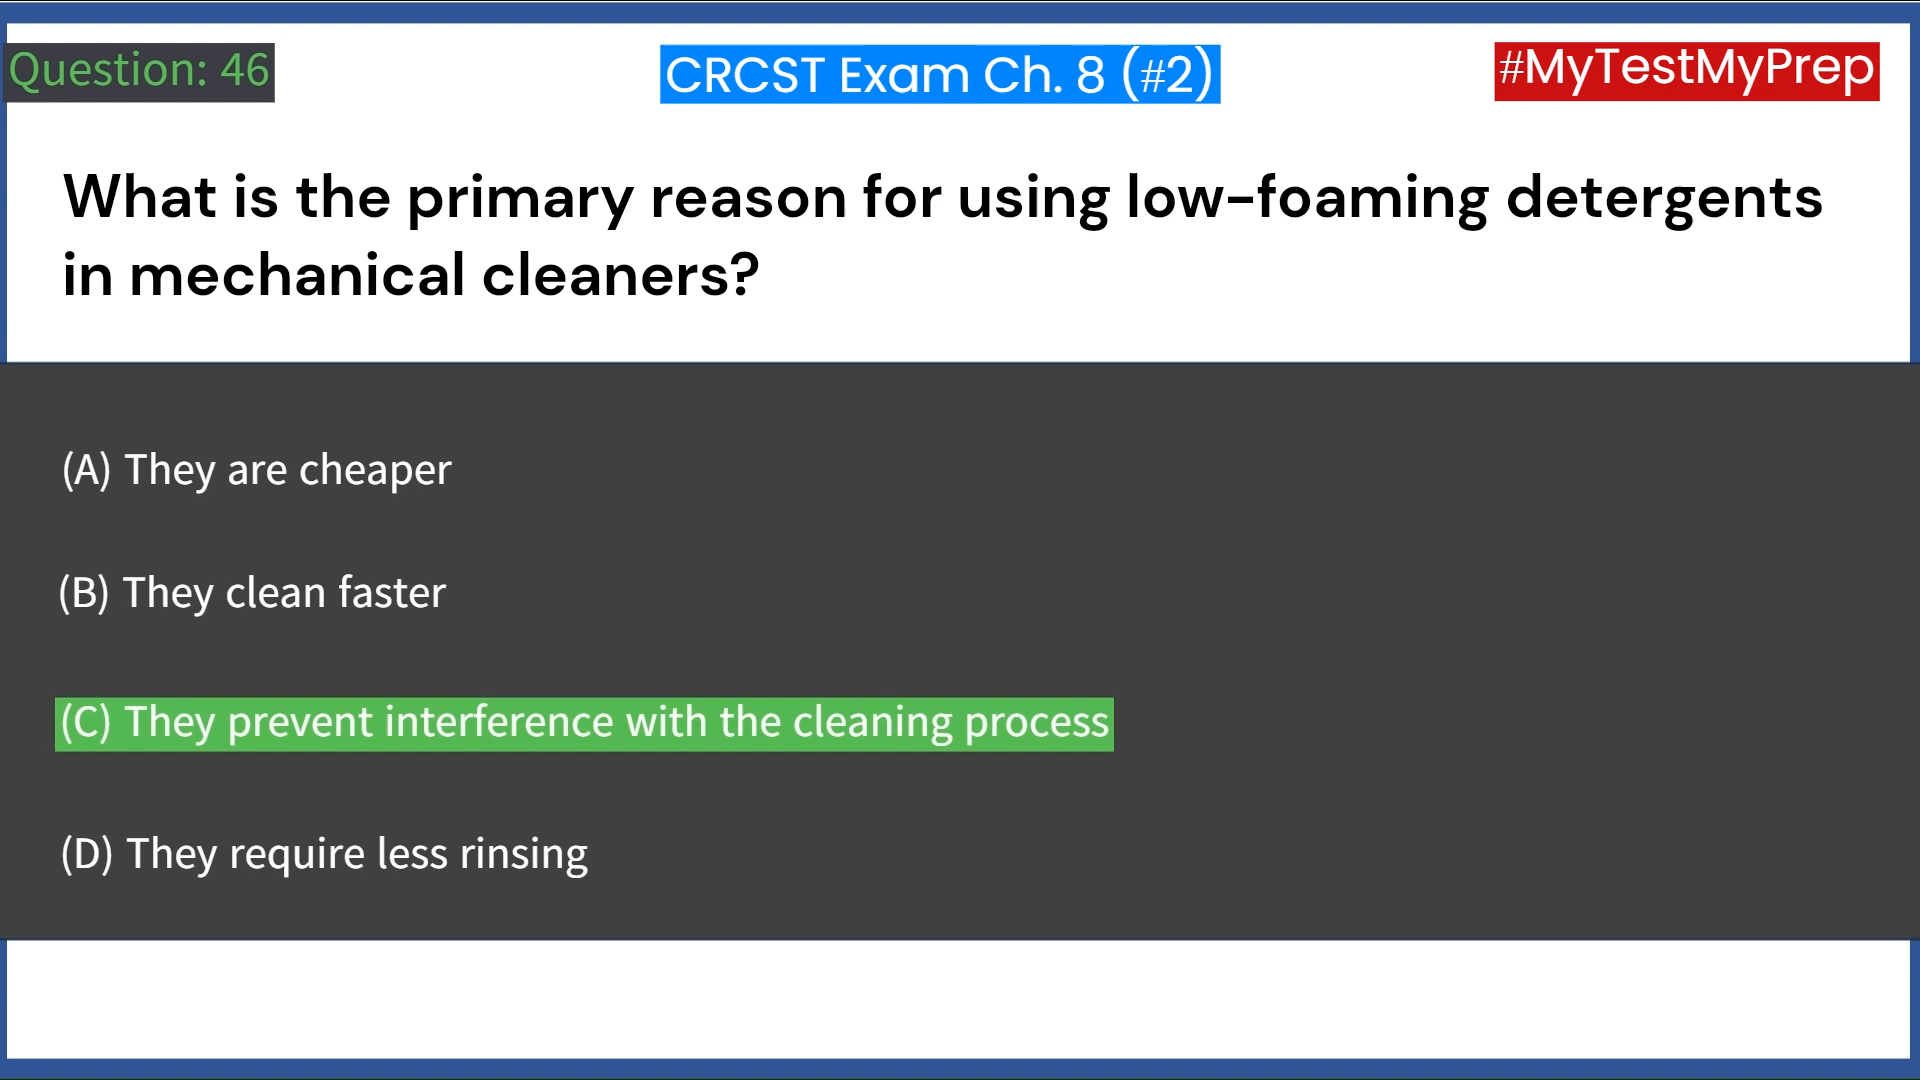 Question: 46
CRCST Exam Ch. 8 (#2)
#MyTestMyPrep
What is the primary reason for using low-foaming detergents
in mechanical cleaners?
(A) They are cheaper
(B) They clean faster
(C) They prevent interference with the cleaning process
(D) They require less rinsing